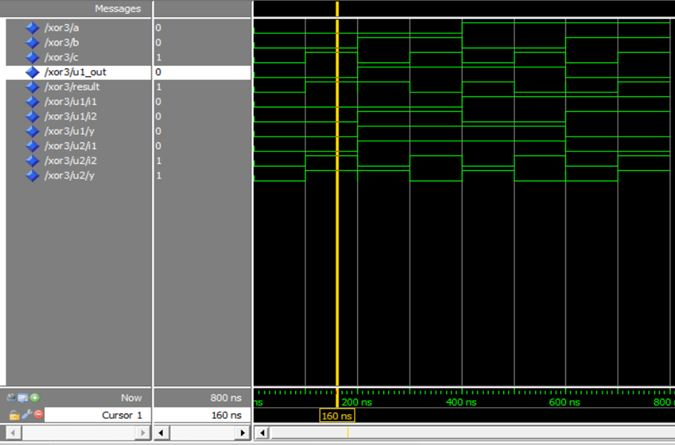 Messages
/xor3/a 0
/xor3/b 0
/xor3/c 1
/xor3/u1_out 0
/xor3/result 1
/xor3/u1/i1 0
/xor3/u1/i2 0
/xor3/u1/y 0
/xor3/u2/i1 0
/xor3/u2/i2 1
/xor3/u2/y 1
Now 800 ns ns 200 ns 400 ns 600 ns 800
Cursor 1 160 ns 160 ns